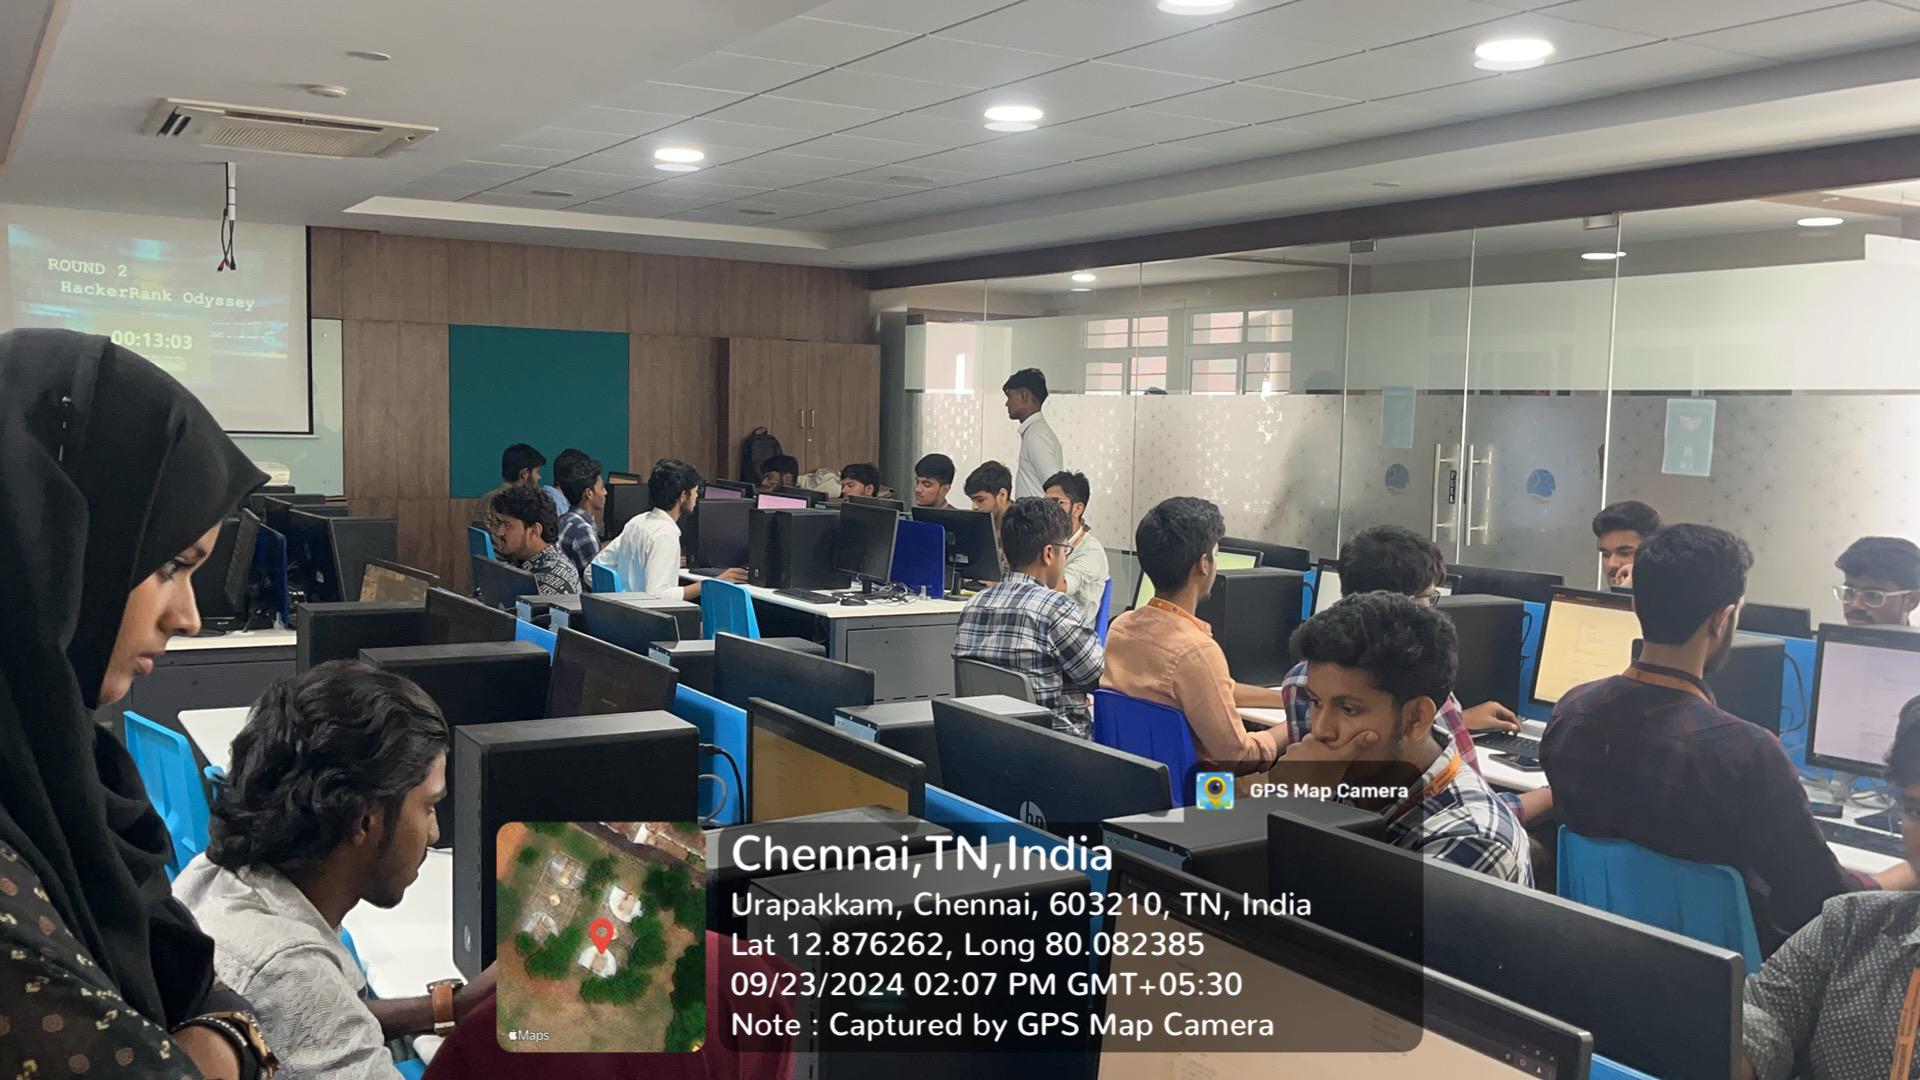 ROUND 2
HackerRank Odyssey
00:13:03
PULL
hp
GPS Map Camera
Chennai,TN,India
Urapakkam, Chennai, 603210, TN, India
Lat 12.876262, Long 80.082385
09/23/2024 02:07 PM GMT+05:30
Note : Captured by GPS Map Camera
Maps